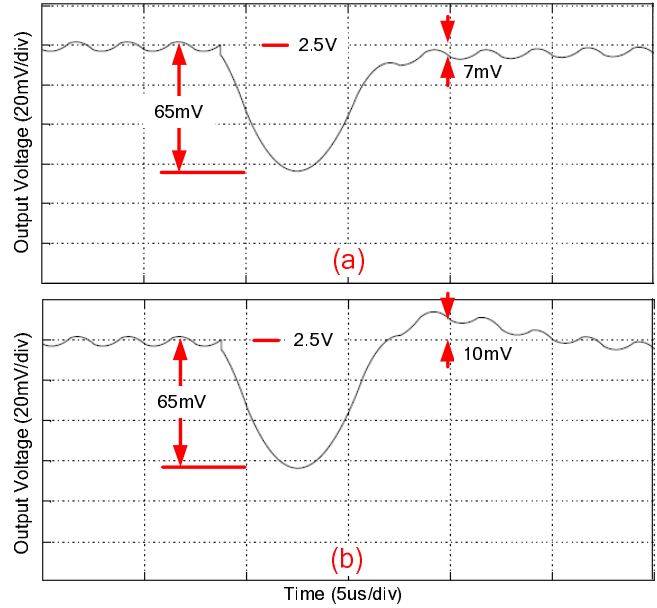 Output Voltage (20mV/div)
2.5V
65mV
7mV
(a)
Output Voltage (20mV/div)
2.5V
65mV
10mV
(b)
Time (5us/div)